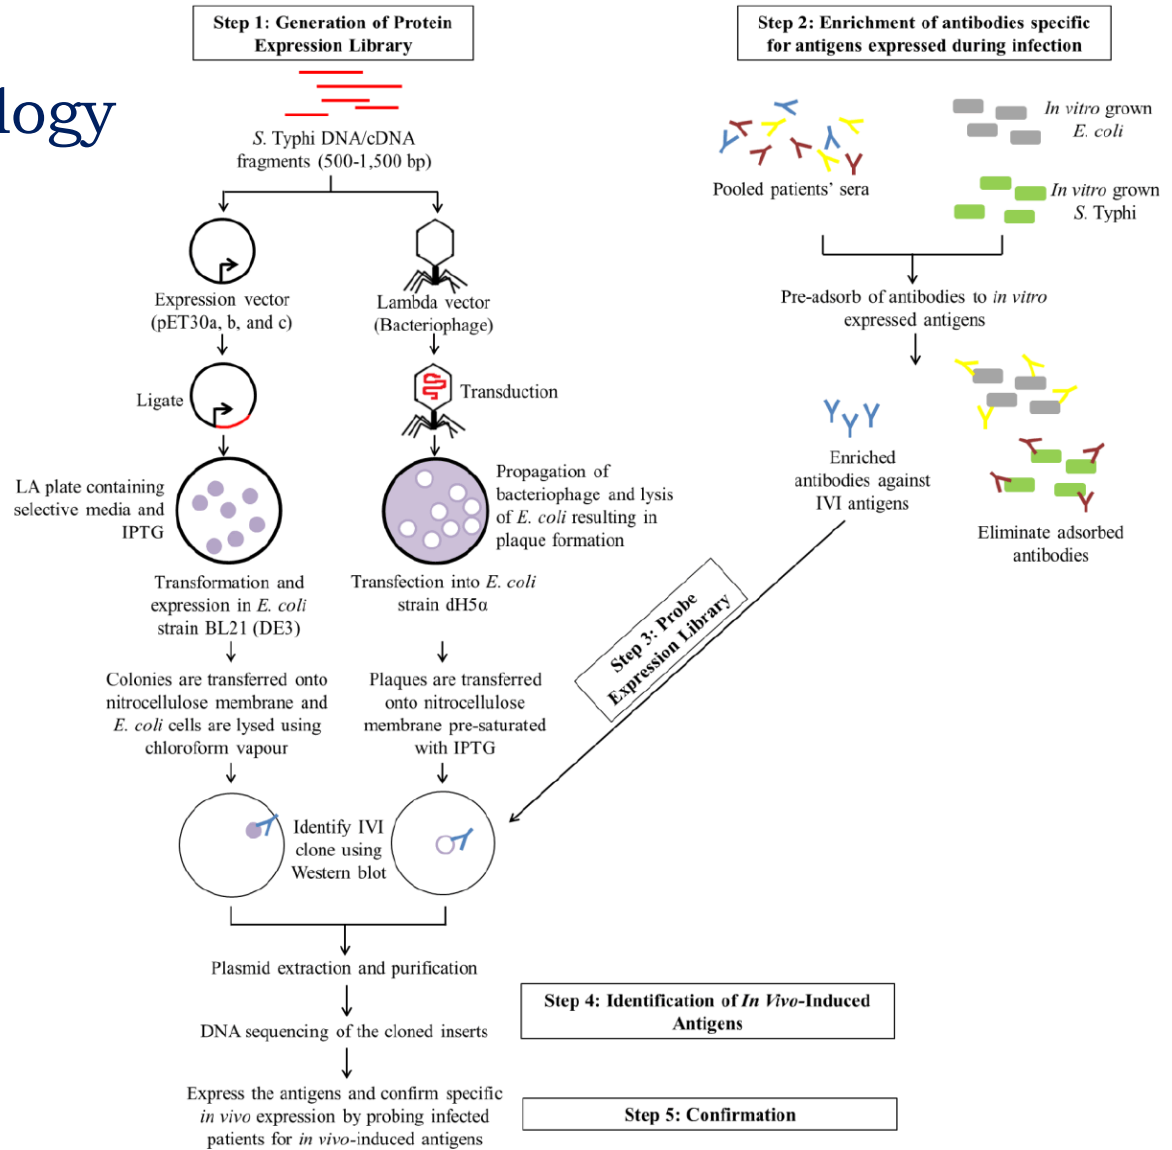 logy
Step 1: Generation of Protein
Expression Library
S. Typhi DNA/cDNA
fragments (500-1,500 bp)
Expression vector
(pET30a, b, and c)
Lambda vector
(Bacteriophage)
Ligate
Transduction
LA plate containing
selective media and
IPTG
Propagation of
bacteriophage and lysis
of E. coli resulting in
plaque formation
Transformation and
expression in E. coli
strain BL21 (DE3)
Transfection into E. coli
strain dH5α
Colonies are transferred onto
nitrocellulose membrane and
E. coli cells are lysed using
chloroform vapour
Plaques are transferred
onto nitrocellulose
membrane pre-saturated
with IPTG
Identify IVI
clone using
Western blot
Plasmid extraction and purification
DNA sequencing of the cloned inserts
Express the antigens and confirm specific
in vivo expression by probing infected
patients for in vivo-induced antigens
Step 2: Enrichment of antibodies specific
for antigens expressed during infection
Pooled patients' sera
In vitro grown
E. coli
In vitro grown
S. Typhi
Pre-adsorb of antibodies to in vitro
expressed antigens
Enriched
antibodies against
IVI antigens
Eliminate adsorbed
antibodies
Step 3: Probe
Expression Library
Step 4: Identification of In Vivo-Induced
Antigens
Step 5: Confirmation